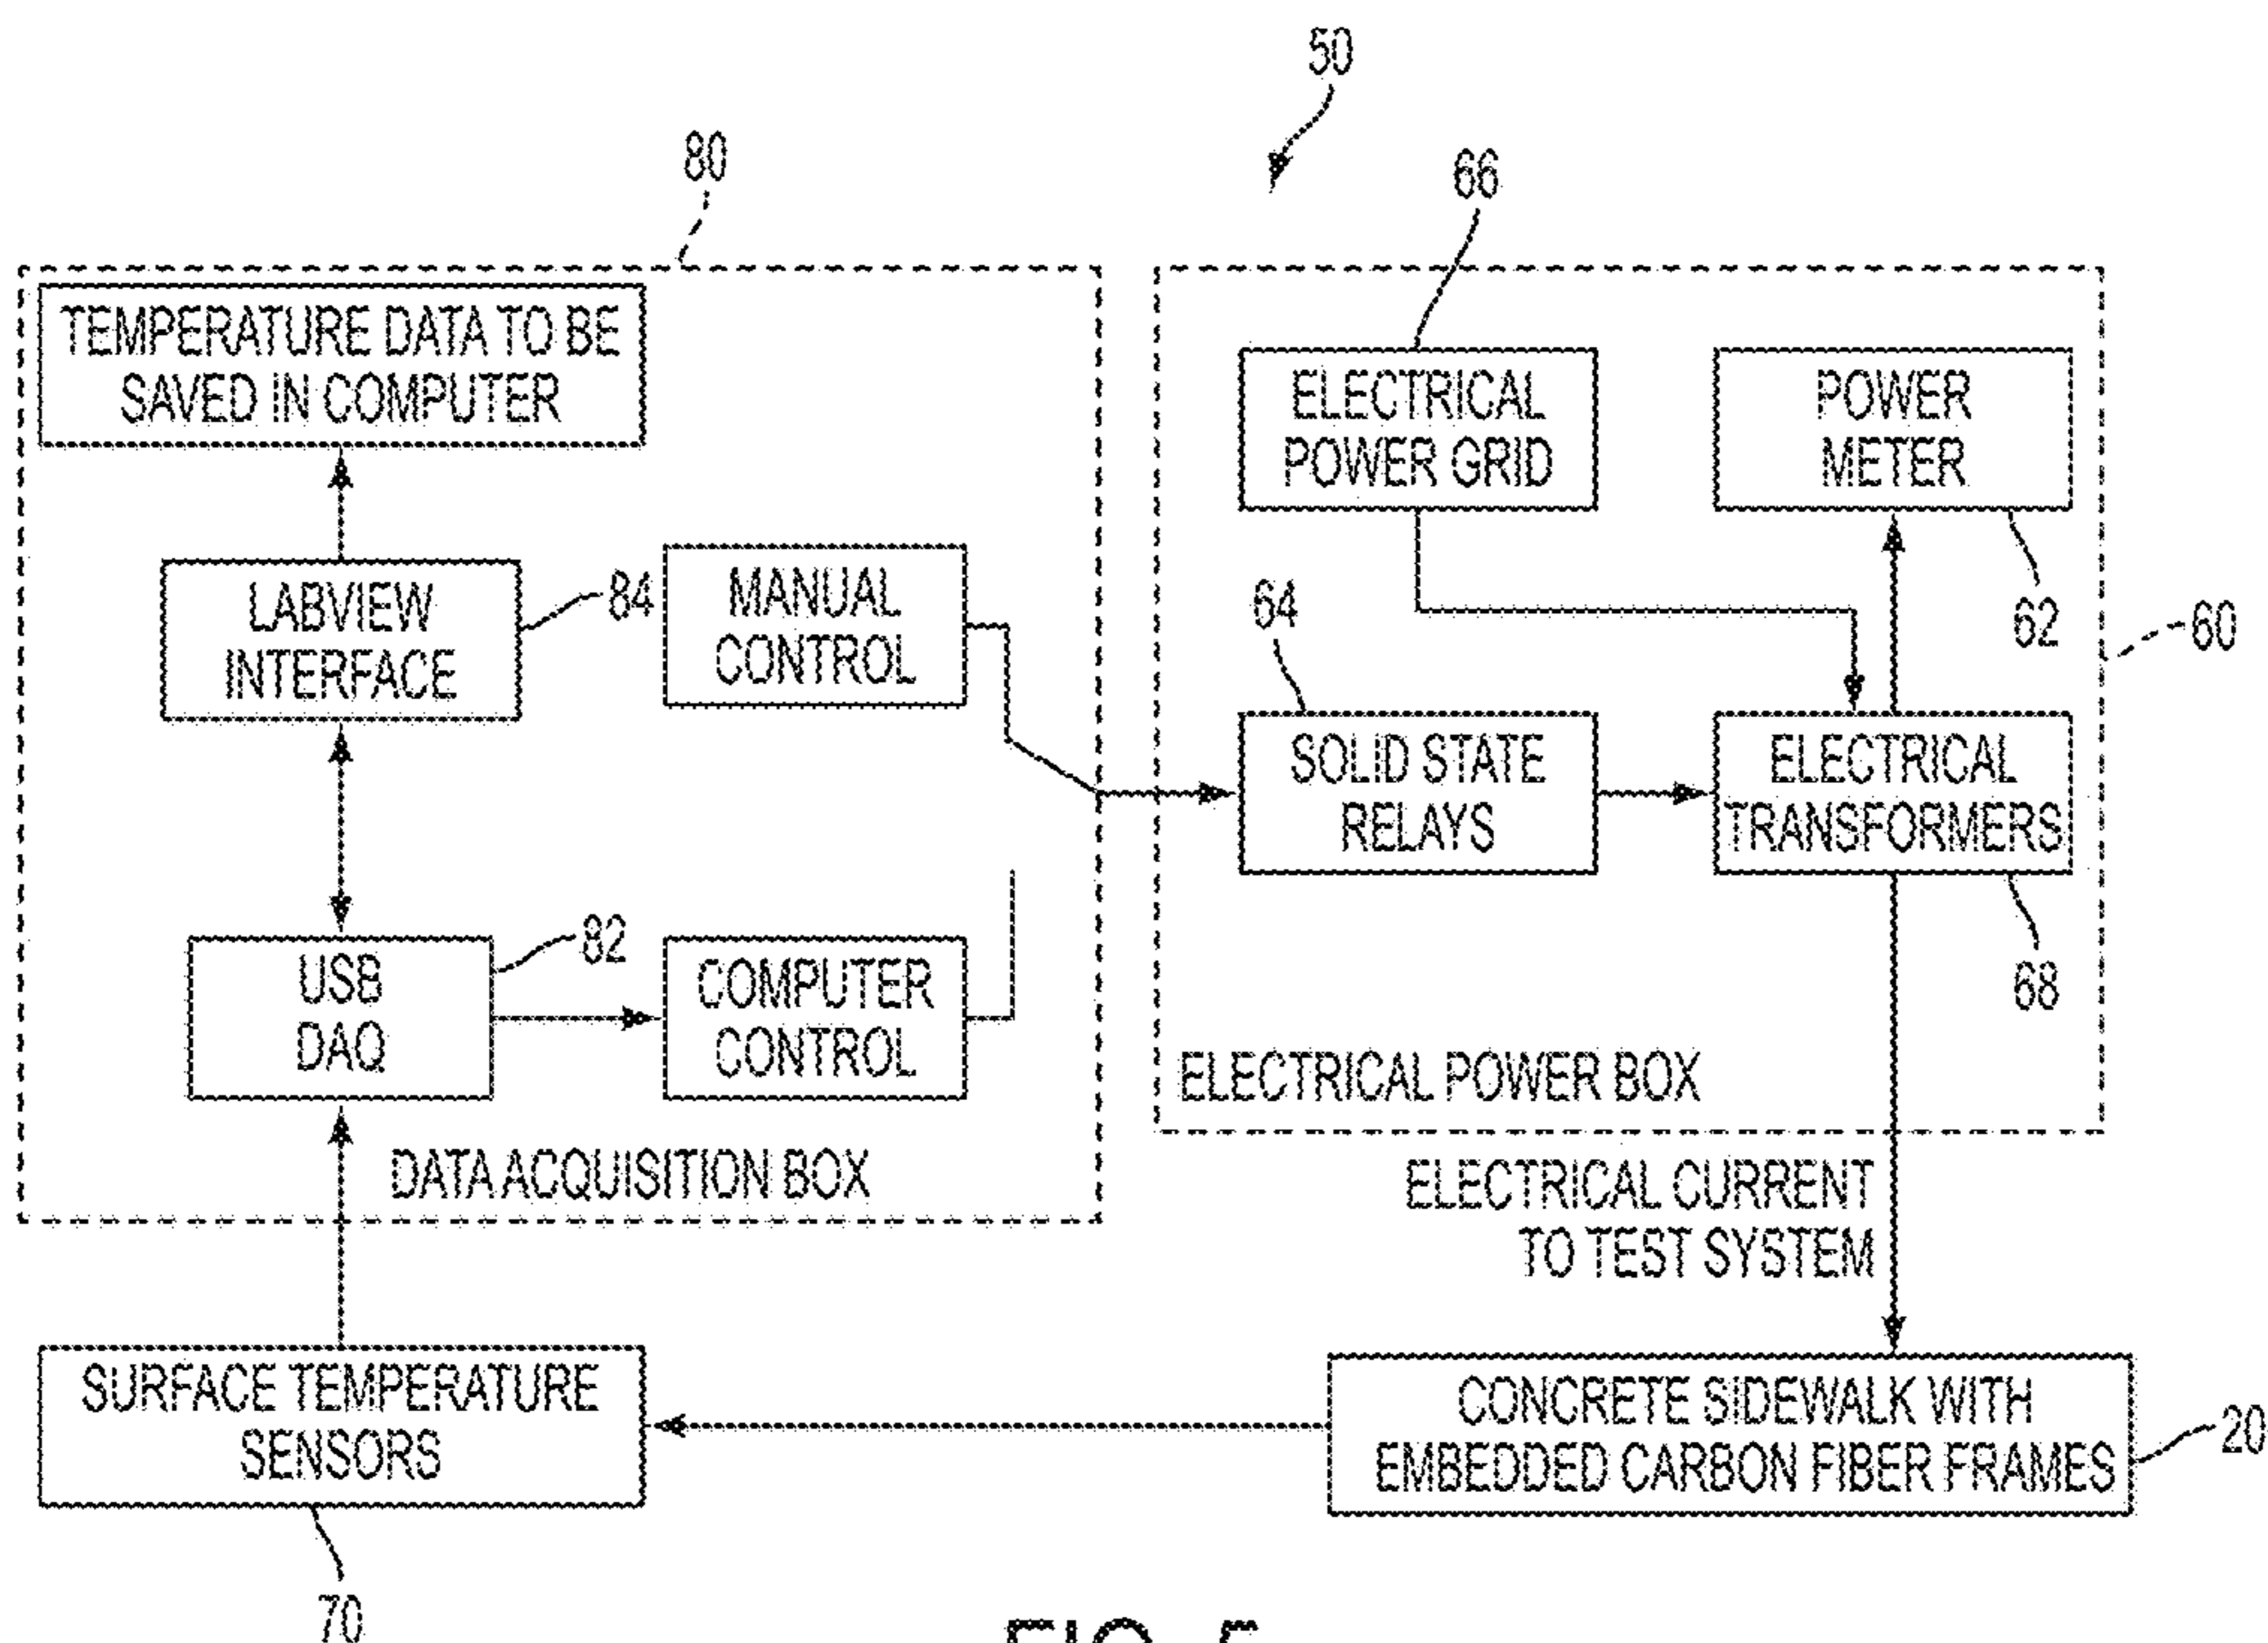 50
80
66
TEMPERATURE DATA TO BE
SAVED IN COMPUTER
ELECTRICAL
POWER GRID
POWER
METER
LABVIEW
INTERFACE
84
MANUAL
CONTROL
64
62
60
SOLID STATE
RELAYS
ELECTRICAL
TRANSFORMERS
82
USB
DAQ
COMPUTER
CONTROL
68
ELECTRICAL POWER BOX
DATA ACQUISITION BOX
ELECTRICAL CURRENT
TO TEST SYSTEM
SURFACE TEMPERATURE
SENSORS
CONCRETE SIDEWALK WITH
EMBEDDED CARBON FIBER FRAMES
20
70
FIG. 5